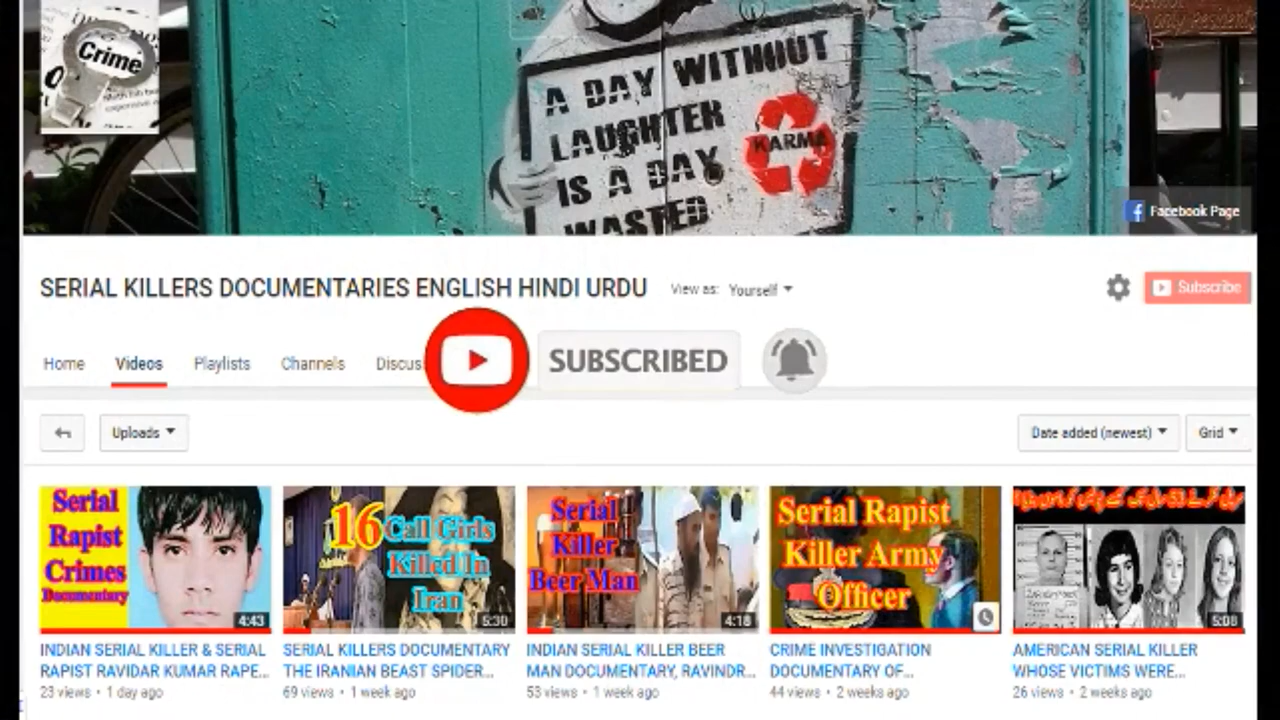 Crime
A DAY WITHOUT
LAUGHTER
IS A DAY
WASTED
KARMA
Facebook Page
SERIAL KILLERS DOCUMENTARIES ENGLISH HINDI URDU
View as: Yourself
Subscribe
Home
Videos
Playlists
Channels
Discus
SUBSCRIBED
Uploads
Date added (newest)
Grid
Serial
Rapist
Crimes
Documentary
4:43
16 Call Girls
Killed In
Iran
5:30
Serial
Killer
Beer Man
4:18
Serial Rapist
Killer Army
Officer
5:08
INDIAN SERIAL KILLER & SERIAL
RAPIST RAVIDAR KUMAR RAPE...
23 views • 1 day ago
SERIAL KILLERS DOCUMENTARY
THE IRANIAN BEAST SPIDER...
69 views • 1 week ago
INDIAN SERIAL KILLER BEER
MAN DOCUMENTARY, RAVINDR...
53 views • 1 week ago
CRIME INVESTIGATION
DOCUMENTARY OF...
44 views • 2 weeks ago
AMERICAN SERIAL KILLER
WHOSE VICTIMS WERE...
26 views • 2 weeks ago